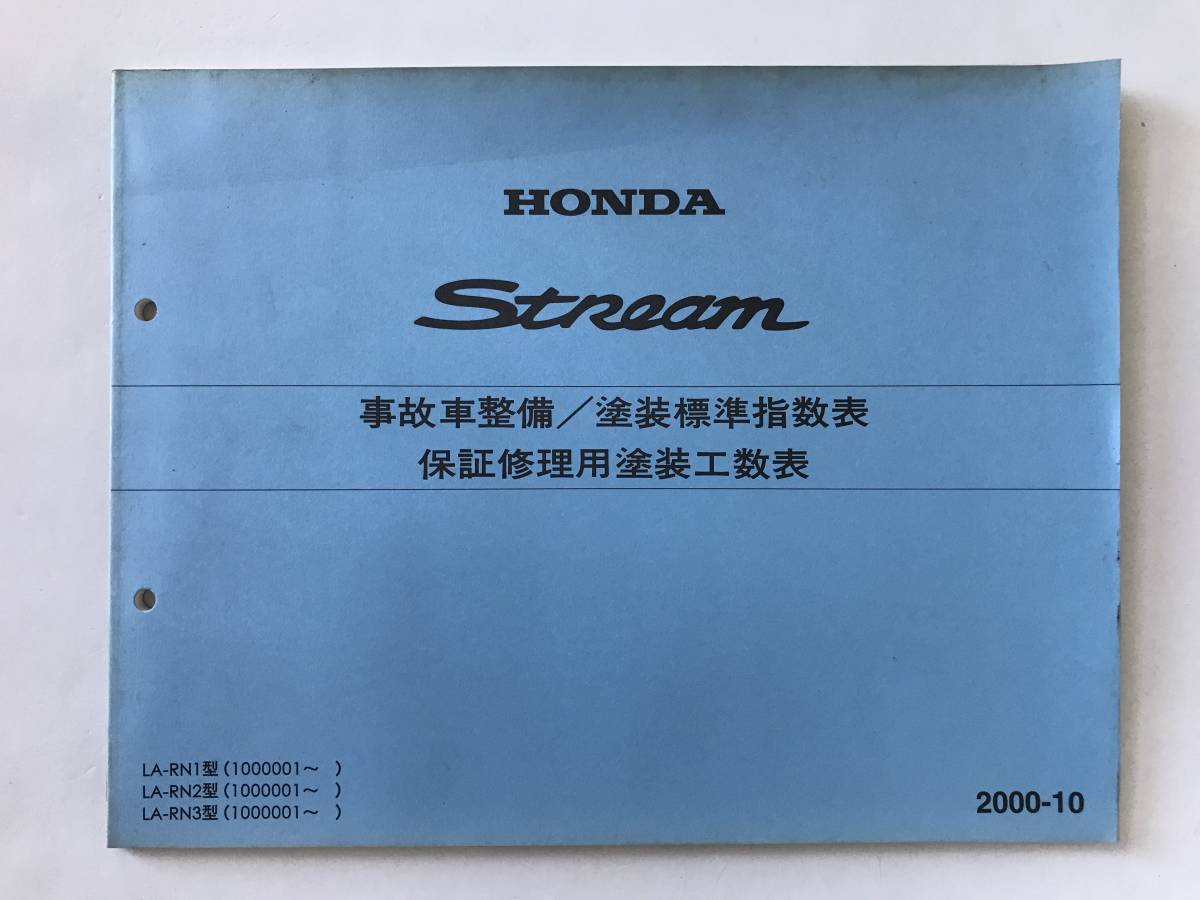 HONDA
Stream
事故車整備／塗装標準指数表
保証修理用塗装工数表
LA-RN1型（1000001～　）
LA-RN2型（1000001～　）
LA-RN3型（1000001～　）
2000-10